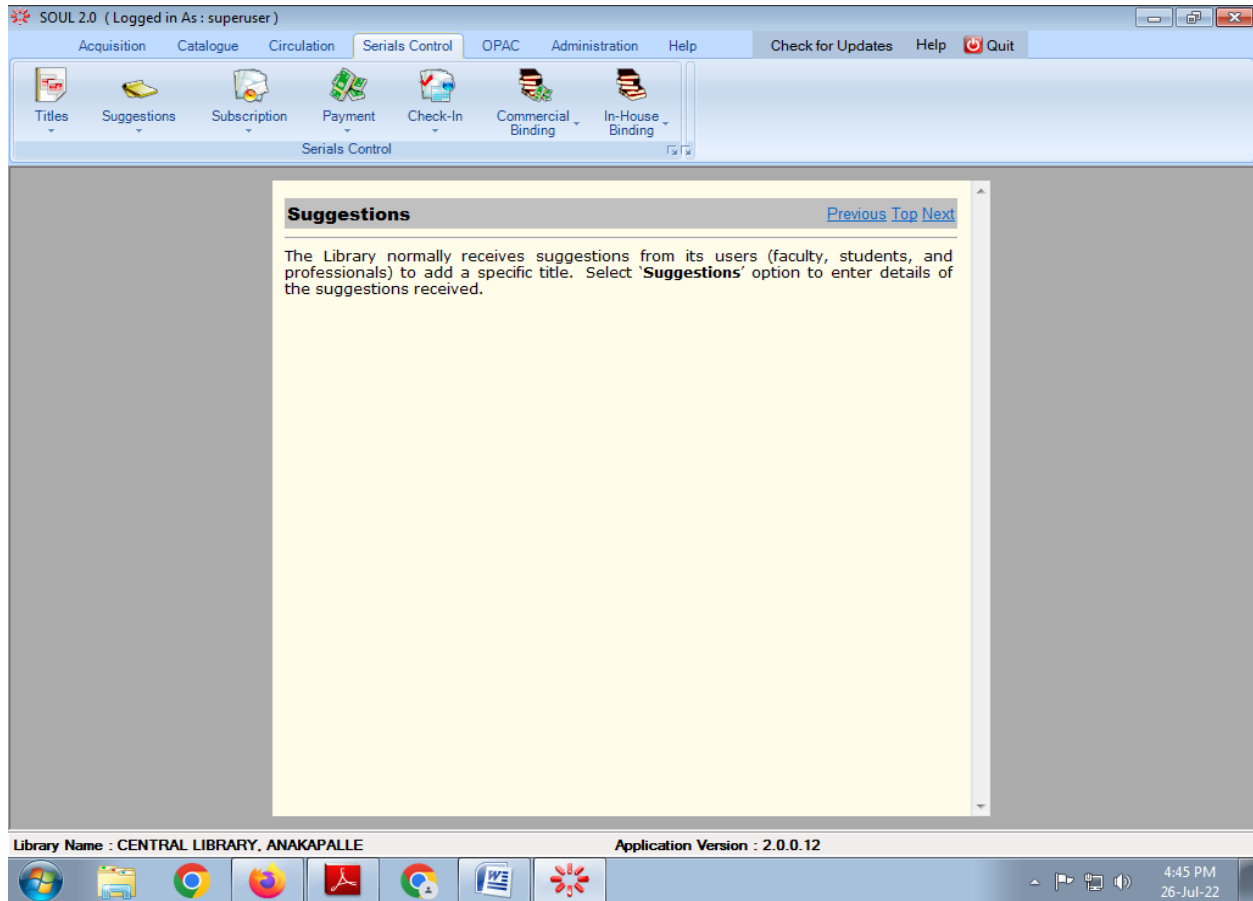 SOUL 2.0 ( Logged in As : superuser )
Acquisition Catalogue Circulation Serials Control OPAC Administration Help Check for Updates Help Quit
Titles Suggestions Subscription Payment Check-In Commercial Binding In-House Binding
Serials Control
Suggestions Previous Top Next
The Library normally receives suggestions from its users (faculty, students, and
professionals) to add a specific title. Select ‘Suggestions’ option to enter details of
the suggestions received.
Library Name : CENTRAL LIBRARY, ANAKAPALLE Application Version : 2.0.0.12
4:45 PM
26-Jul-22